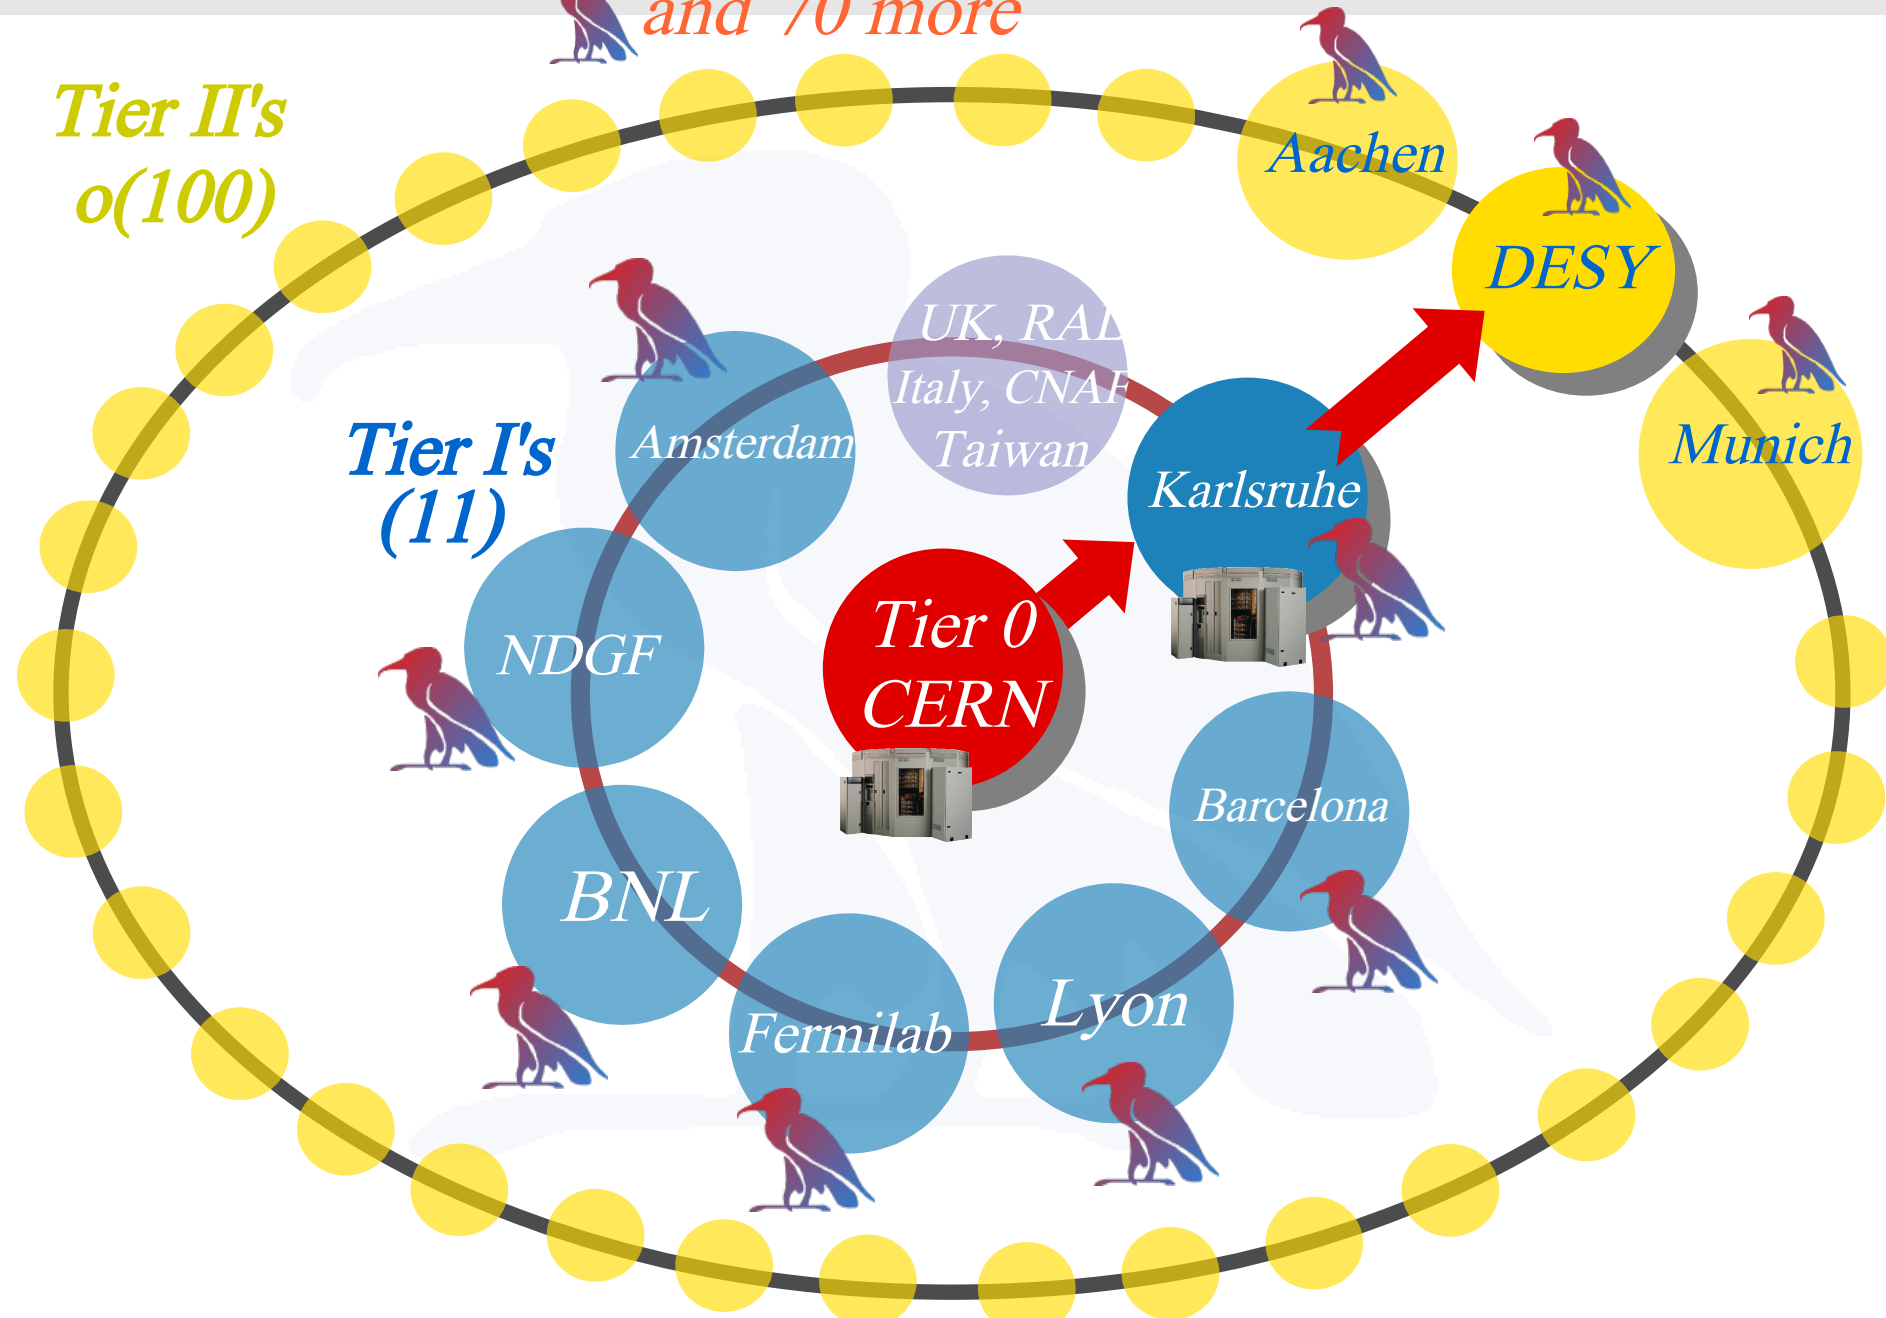 and 70 more
Tier II's
o(100)
Aachen
DESY
Munich
UK, RAL
Italy, CNAF
Taiwan
Tier I's
(11)
Amsterdam
Karlsruhe
NDGF
Tier 0
CERN
Barcelona
BNL
Fermilab
Lyon